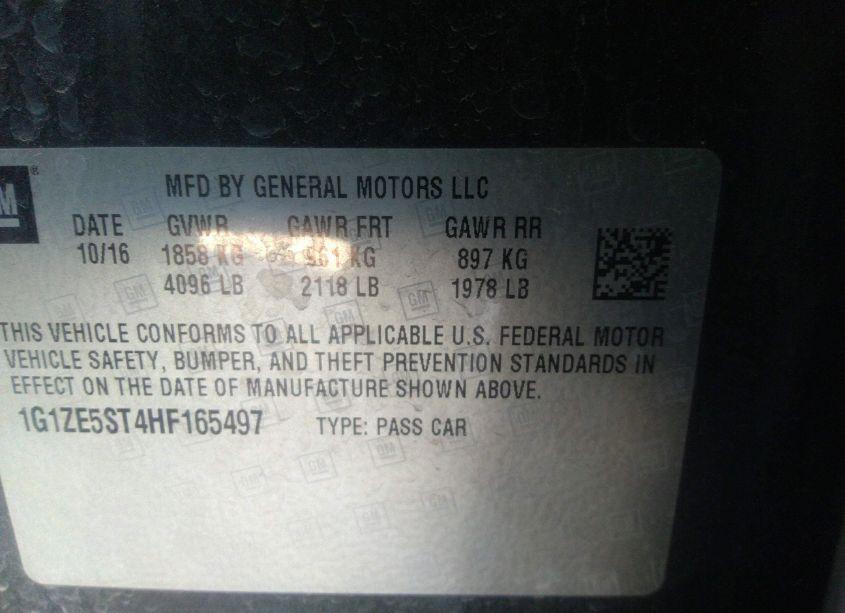 MFD BY GENERAL MOTORS LLC
DATE GVWR GAWR FRT GAWR RR
10/16 1858 KG 961 KG 897 KG
4096 LB 2118 LB 1978 LB
THIS VEHICLE CONFORMS TO ALL APPLICABLE U.S. FEDERAL MOTOR
VEHICLE SAFETY, BUMPER, AND THEFT PREVENTION STANDARDS IN
EFFECT ON THE DATE OF MANUFACTURE SHOWN ABOVE.
1G1ZE5ST4HF165497 TYPE: PASS CAR